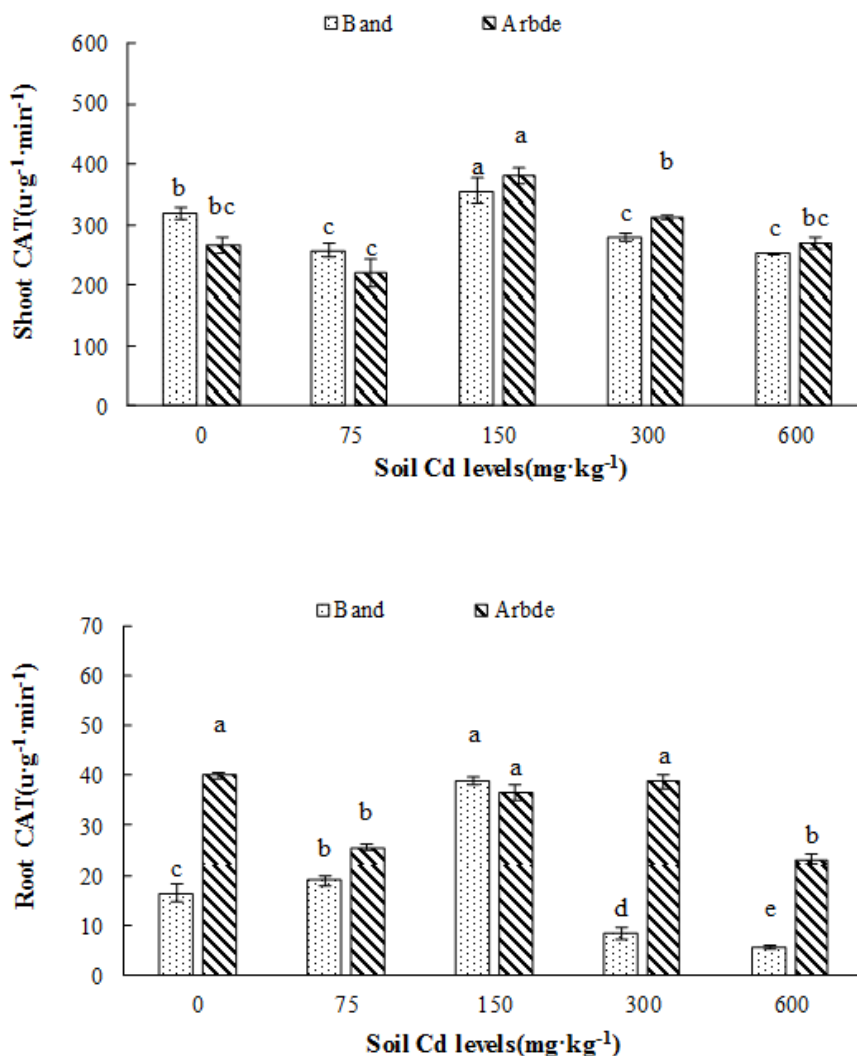 Band Arbde
600
500
400
300
200
100
0
Shoot CAT(u·g⁻¹·min⁻¹)
b bc c c a a c b c bc
0 75 150 300 600
Soil Cd levels(mg·kg⁻¹)
Band Arbde
70
60
50
40
30
20
10
0
Root CAT(u·g⁻¹·min⁻¹)
c a b b a a d a e b
0 75 150 300 600
Soil Cd levels(mg·kg⁻¹)